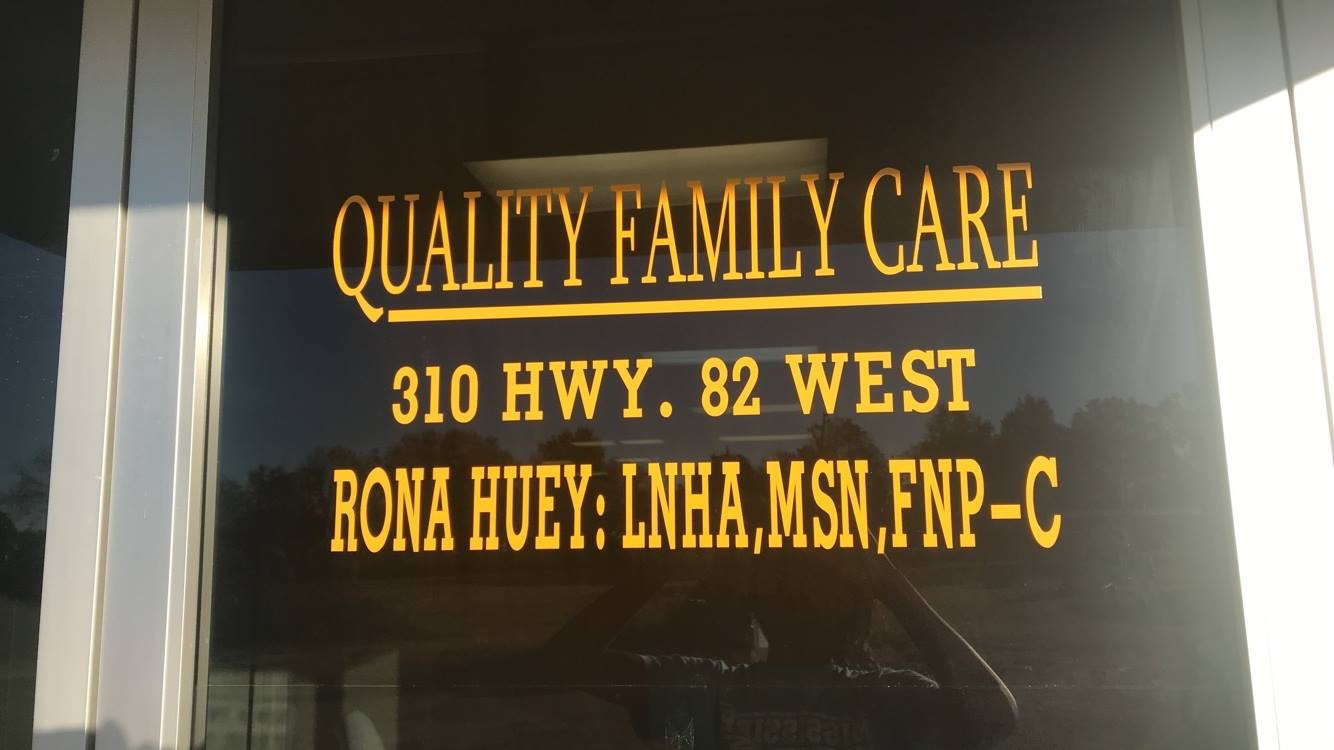 QUALITY FAMILY CARE
310 HWY. 82 WEST
RONA HUEY: LNHA,MSN,FNP-C